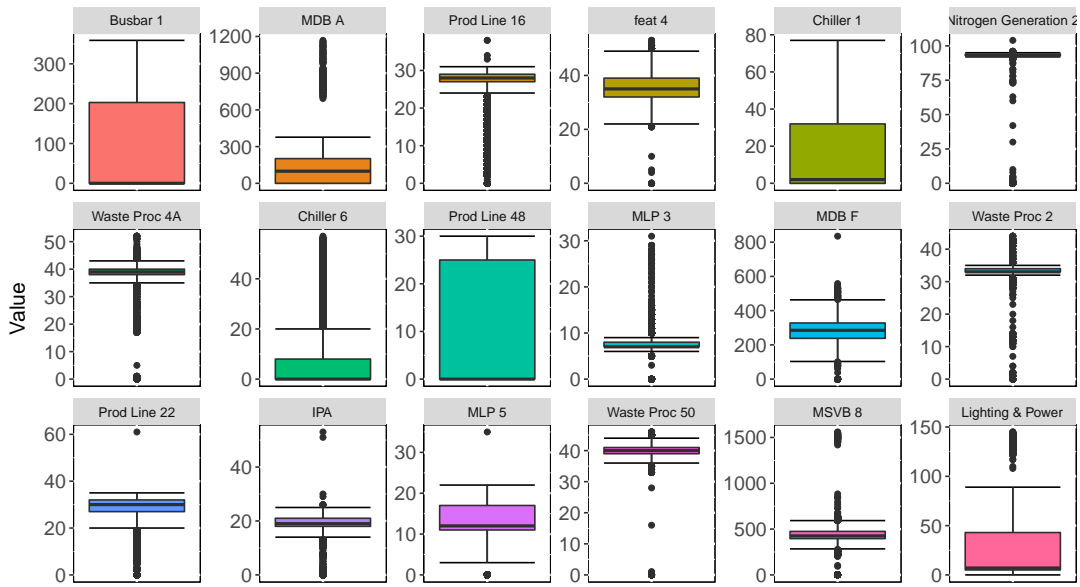 Busbar 1 MDB A Prod Line 16 feat 4 Chiller 1 Nitrogen Generation 2
300 200 100 0
1200 900 600 300 0
30 20 10 0
40 20 0
80 60 40 20 0
100 75 50 25 0
Waste Proc 4A Chiller 6 Prod Line 48 MLP 3 MDB F Waste Proc 2
Value
50 40 30 20 10 0
60 40 20 0
30 20 10 0
30 20 10 0
800 600 400 200 0
40 30 20 10 0
Prod Line 22 IPA MLP 5 Waste Proc 50 MSVB 8 Lighting & Power
60 40 20 0
40 20 0
30 20 10 0
40 30 20 10 0
1500 1000 500 0
150 100 50 0